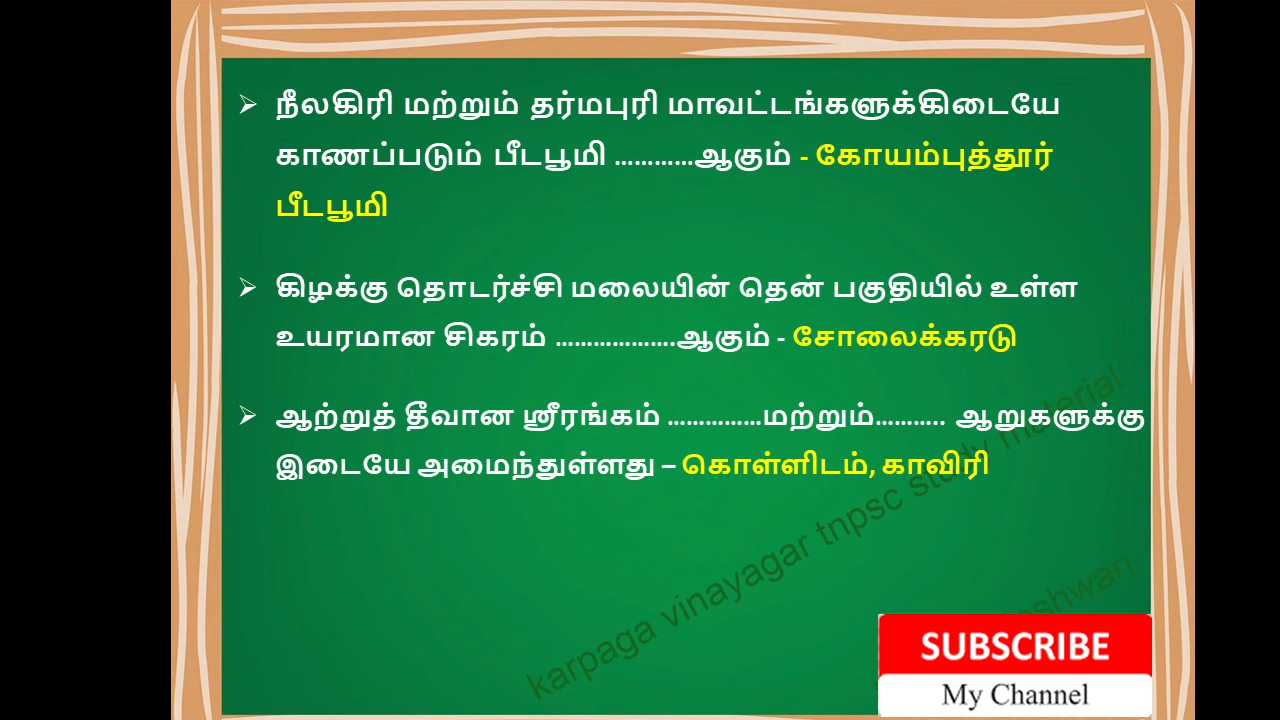 ➢ நீலகிரி மற்றும் தர்மபுரி மாவட்டங்களுக்கிடையே
காணப்படும் பீடபூமி …………ஆகும் - கோயம்புத்தூர்
பீடபூமி
➢ கிழக்கு தொடர்ச்சி மலையின் தென் பகுதியில் உள்ள
உயரமான சிகரம் ……………….ஆகும் - சோலைக்கரடு
➢ ஆற்றுத் தீவான ஸ்ரீரங்கம் ……………மற்றும்……….. ஆறுகளுக்கு
இடையே அமைந்துள்ளது – கொள்ளிடம், காவிரி
karpaga vinayagar tnpsc study material
SUBSCRIBE
My Channel